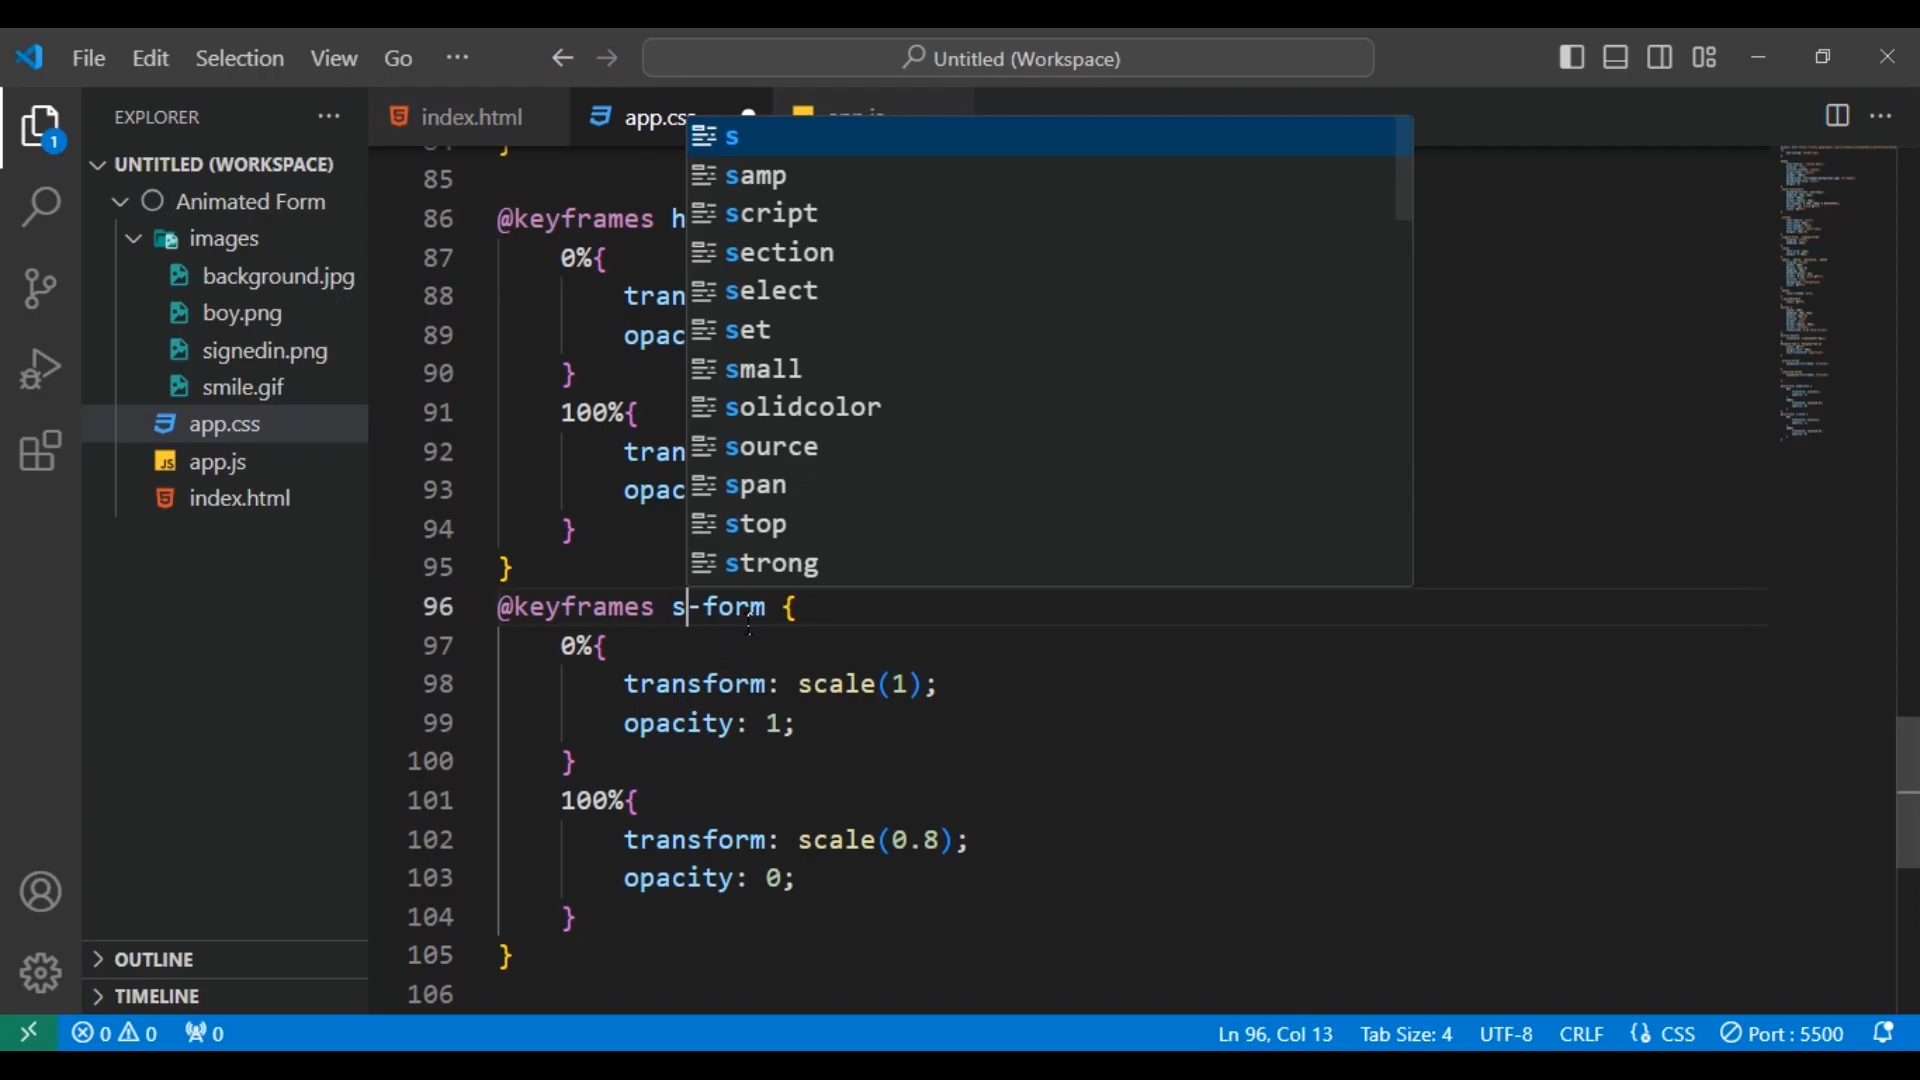 File Edit Selection View Go ··· Untitled (Workspace)
EXPLORER ···
1
UNTITLED (WORKSPACE)
Animated Form
images
background.jpg
boy.png
signedin.png
smile.gif
app.css
app.js
index.html
OUTLINE
TIMELINE
index.html app.css
s
samp
script
section
select
set
small
solidcolor
source
span
stop
strong
85
86 @keyframes h
87 0%{
88 tran
89 opac
90 }
91 100%{
92 tran
93 opac
94 }
95 }
96 @keyframes s-form {
97 0%{
98 transform: scale(1);
99 opacity: 1;
100 }
101 100%{
102 transform: scale(0.8);
103 opacity: 0;
104 }
105 }
106
0 0 0 Ln 96, Col 13 Tab Size: 4 UTF-8 CRLF {} CSS Port : 5500